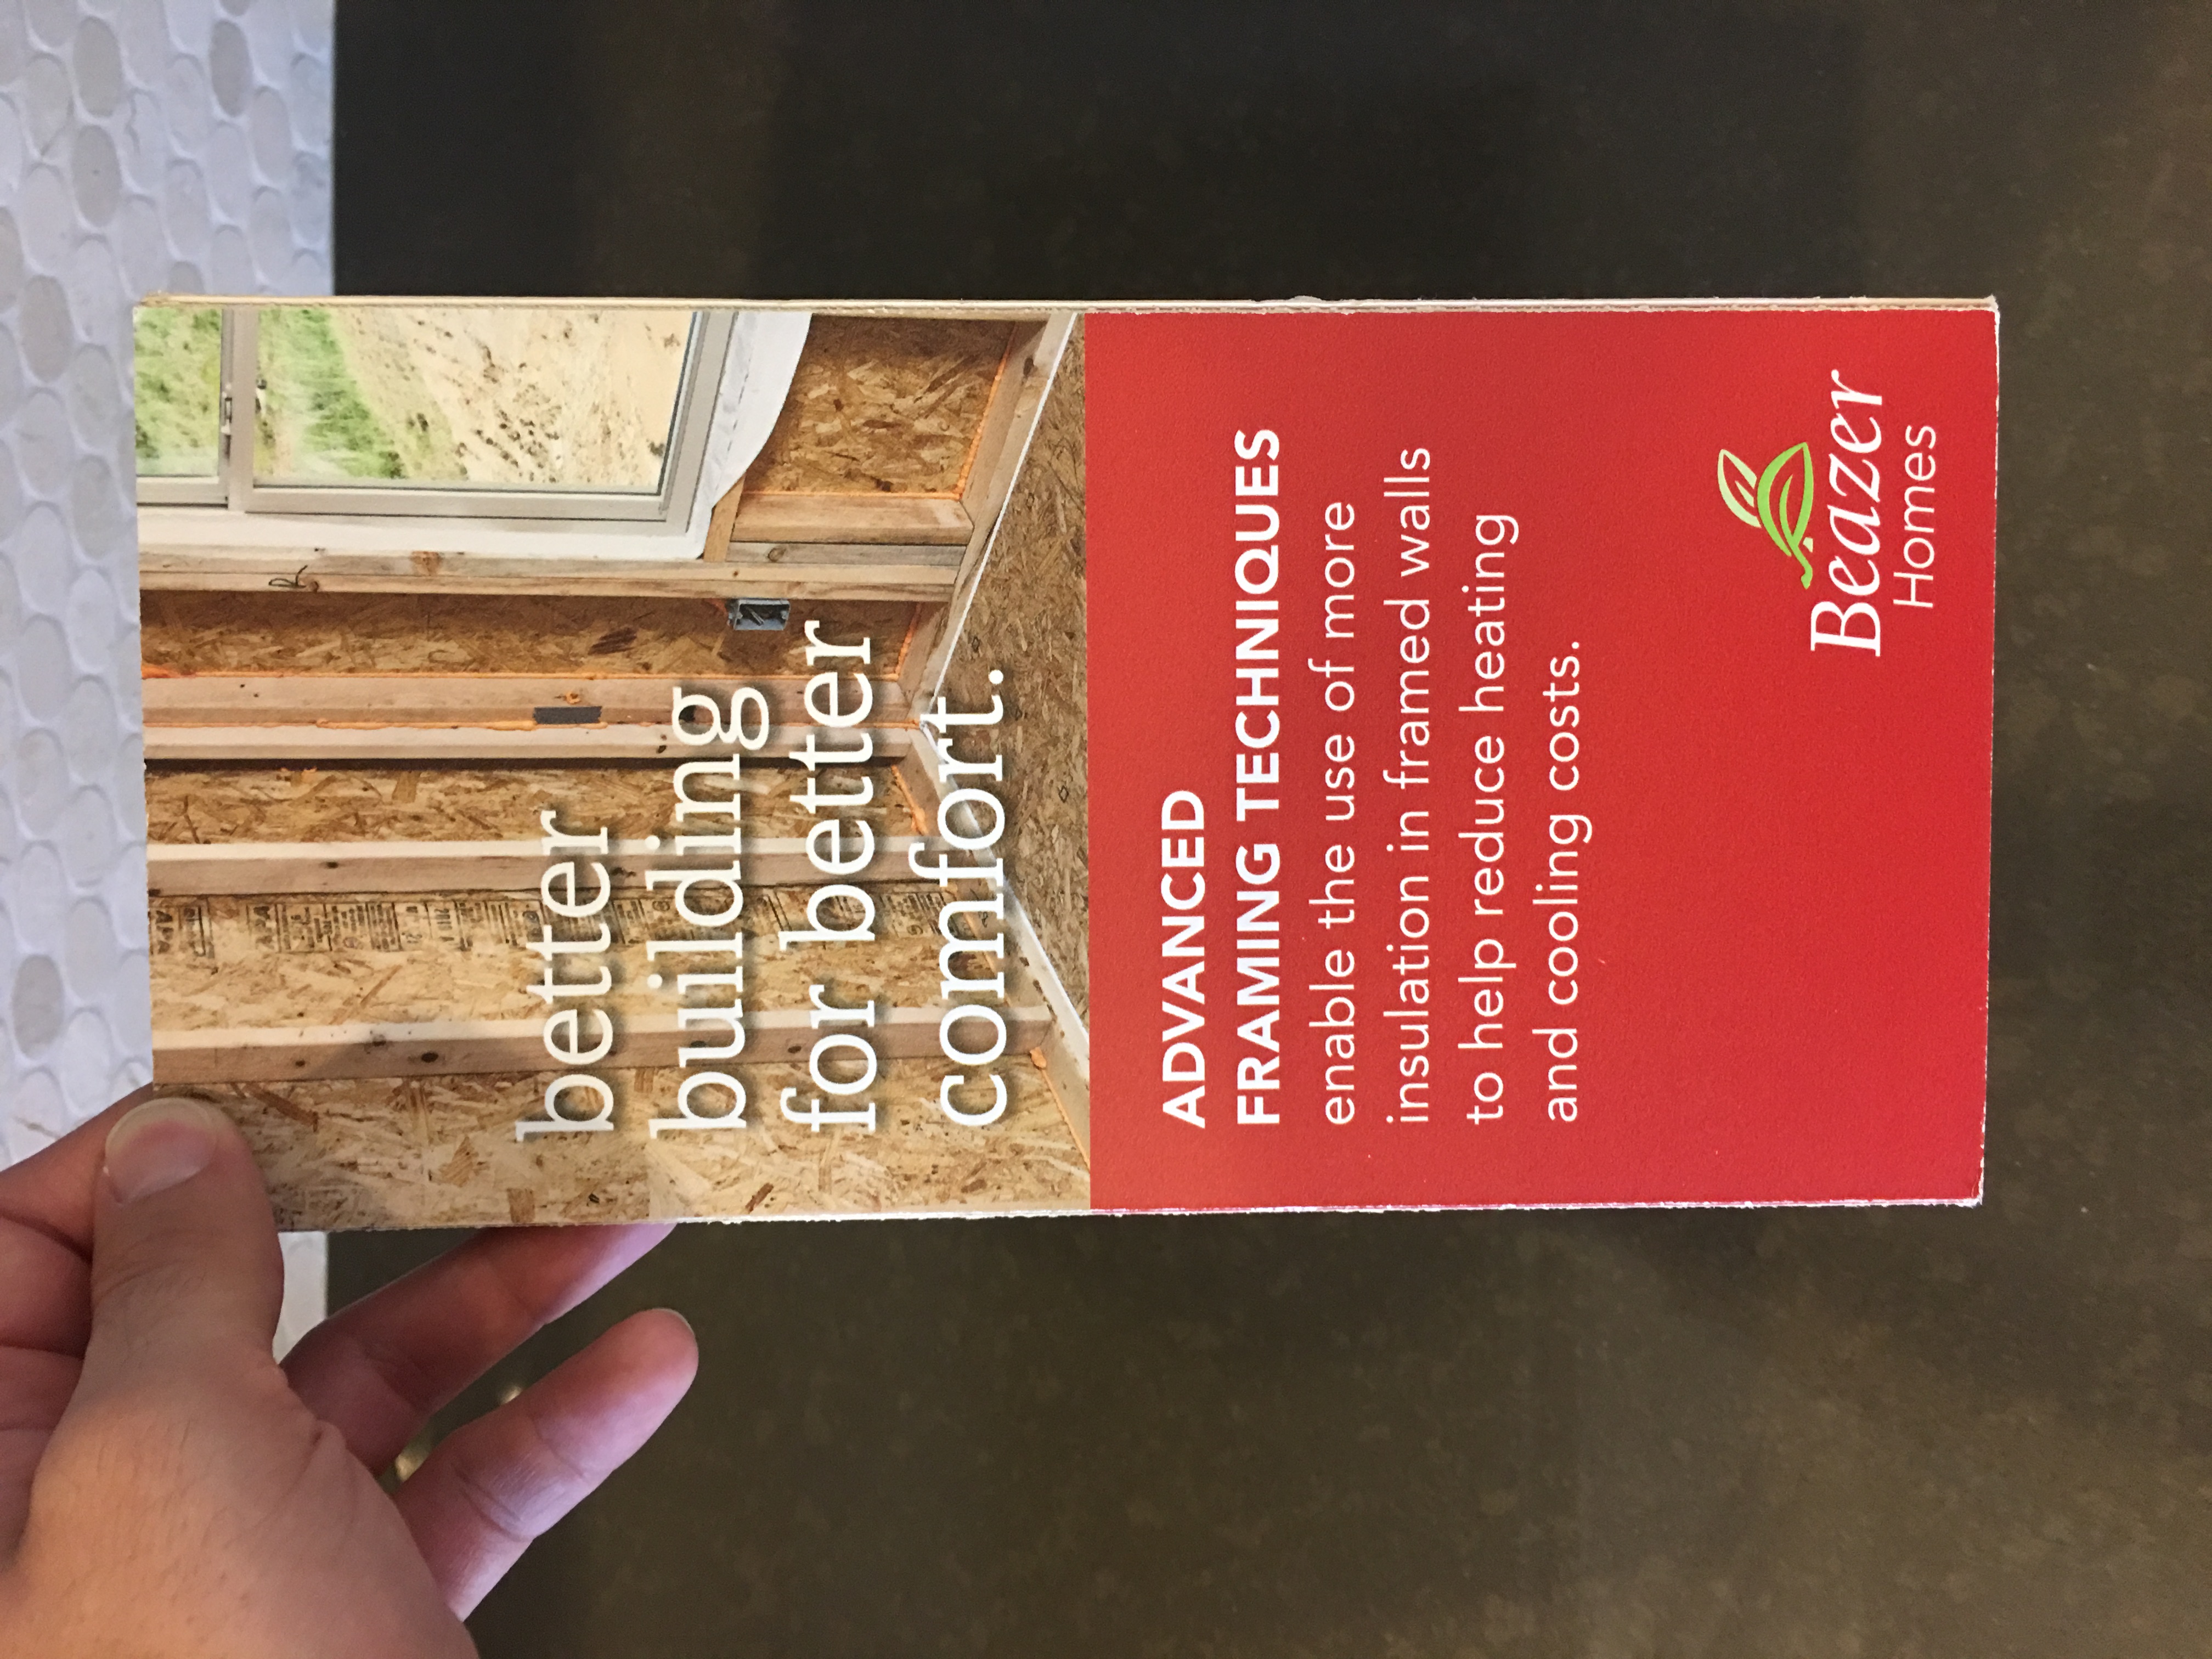 APA
better
building
for better
comfort.
ADVANCED
FRAMING TECHNIQUES
enable the use of more
insulation in framed walls
to help reduce heating
and cooling costs.
Beazer
Homes